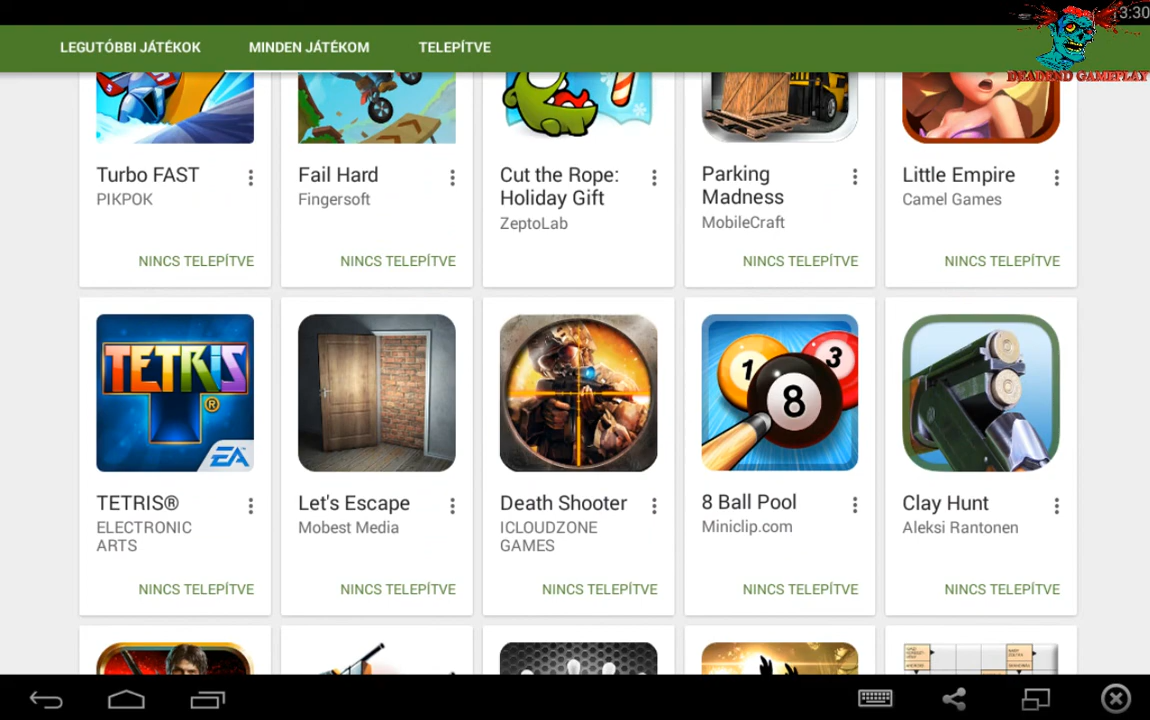 3:30
LEGUTÓBBI JÁTÉKOK
MINDEN JÁTÉKOM
TELEPÍTVE
DEADEND GAMEPLAY
Turbo FAST
PIKPOK
NINCS TELEPÍTVE
Fail Hard
Fingersoft
NINCS TELEPÍTVE
Cut the Rope:
Holiday Gift
ZeptoLab
Parking
Madness
MobileCraft
NINCS TELEPÍTVE
Little Empire
Camel Games
NINCS TELEPÍTVE
TETRIS®
EA
TETRIS®
ELECTRONIC
ARTS
NINCS TELEPÍTVE
Let's Escape
Mobest Media
NINCS TELEPÍTVE
Death Shooter
ICLOUDZONE
GAMES
NINCS TELEPÍTVE
1
3
8
8 Ball Pool
Miniclip.com
NINCS TELEPÍTVE
Clay Hunt
Aleksi Rantonen
NINCS TELEPÍTVE